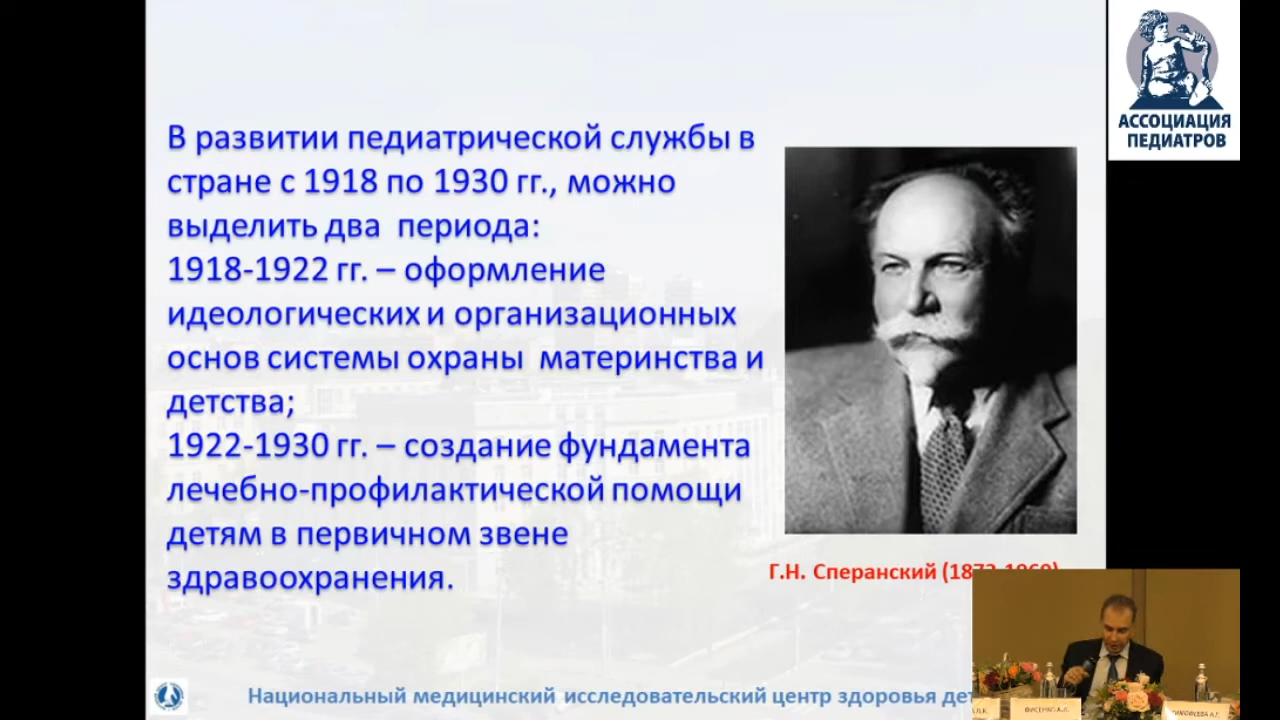 В развитии педиатрической службы в
стране с 1918 по 1930 гг., можно
выделить два периода:
1918-1922 гг. – оформление
идеологических и организационных
основ системы охраны материнства и
детства;
1922-1930 гг. – создание фундамента
лечебно-профилактической помощи
детям в первичном звене
здравоохранения.
Г.Н. Сперанский
Национальный медицинский исследовательский центр здоровья
АССОЦИАЦИЯ
ПЕДИАТРОВ